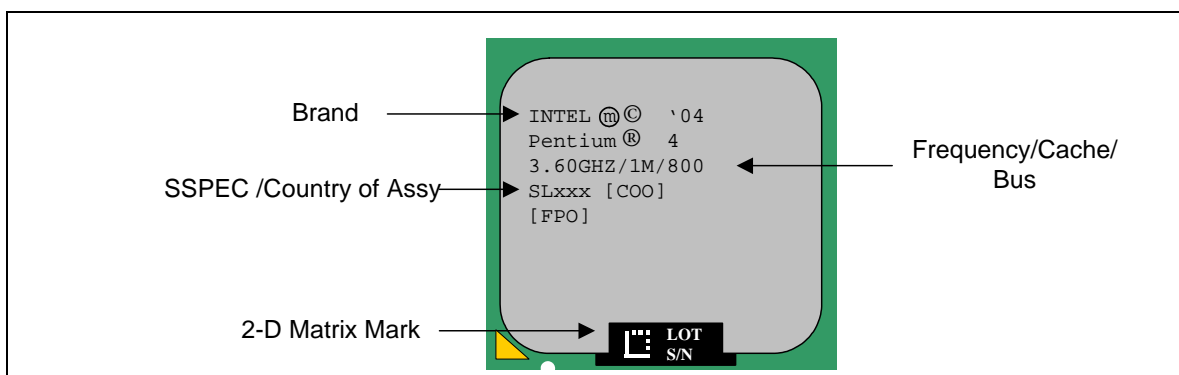 Brand
INTEL ⓜ© ‘04
Pentium® 4
3.60GHZ/1M/800
Frequency/Cache/
Bus
SSPEC /Country of Assy
SLxxx [COO]
[FPO]
2-D Matrix Mark
LOT
S/N